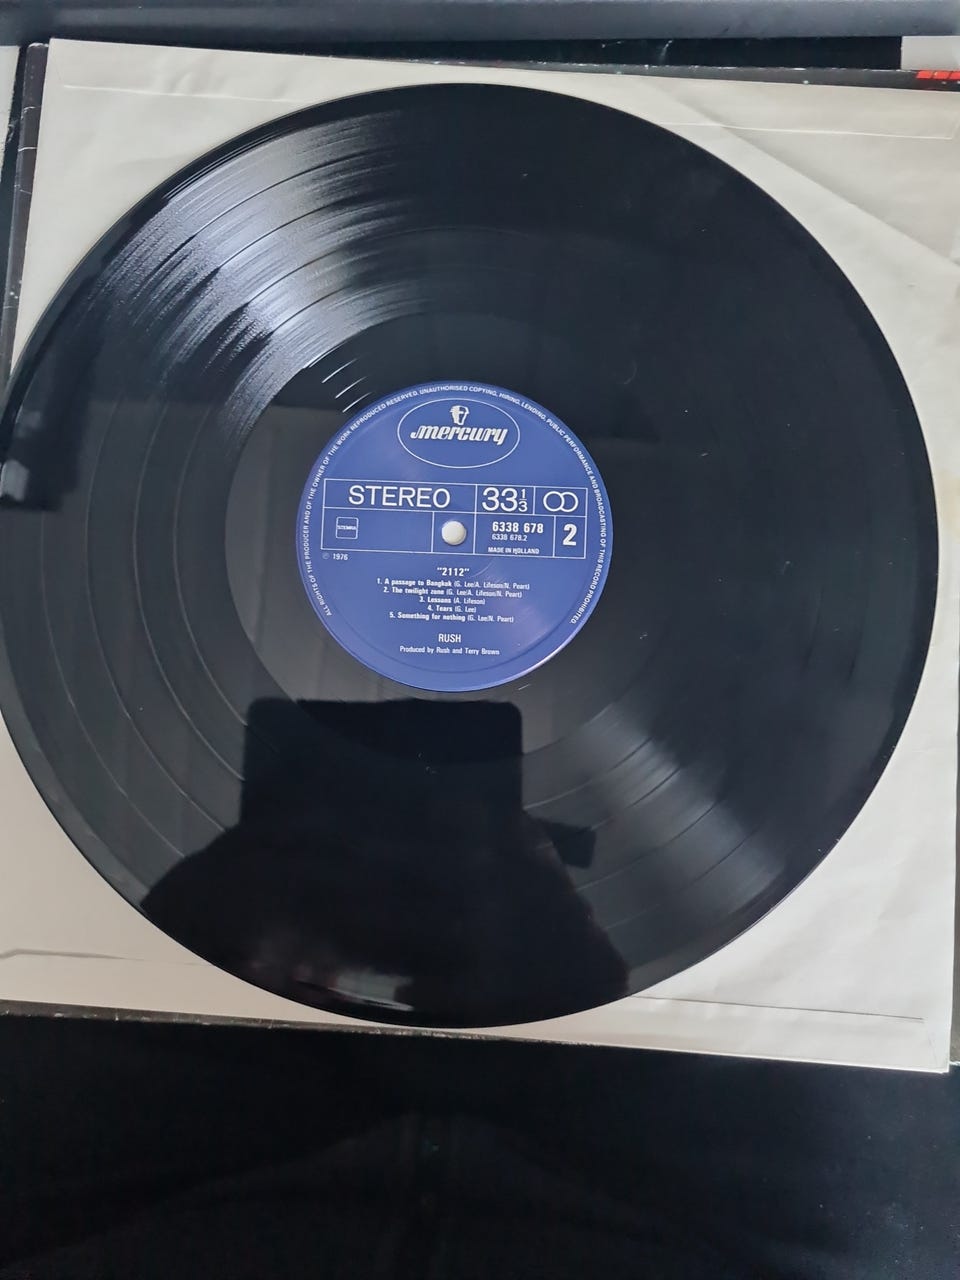 ALL RIGHTS OF THE PRODUCER AND OF THE OWNER OF THE WORK REPRODUCED RESERVED. UNAUTHORISED COPYING, HIRING, LENDING, PUBLIC PERFORMANCE AND BROADCASTING OF THIS RECORD PROHIBITED.
mercury
STEREO 33 1/3
STEMRA
6338 678
6338 678.2
MADE IN HOLLAND
2
℗ 1976
"2112"
1. A passage to Bangkok (G. Lee/A. Lifeson/N. Peart)
2. The twilight zone (G. Lee/A. Lifeson/N. Peart)
3. Lessons (A. Lifeson)
4. Tears (G. Lee)
5. Something for nothing (G. Lee/N. Peart)
RUSH
Produced by Rush and Terry Brown